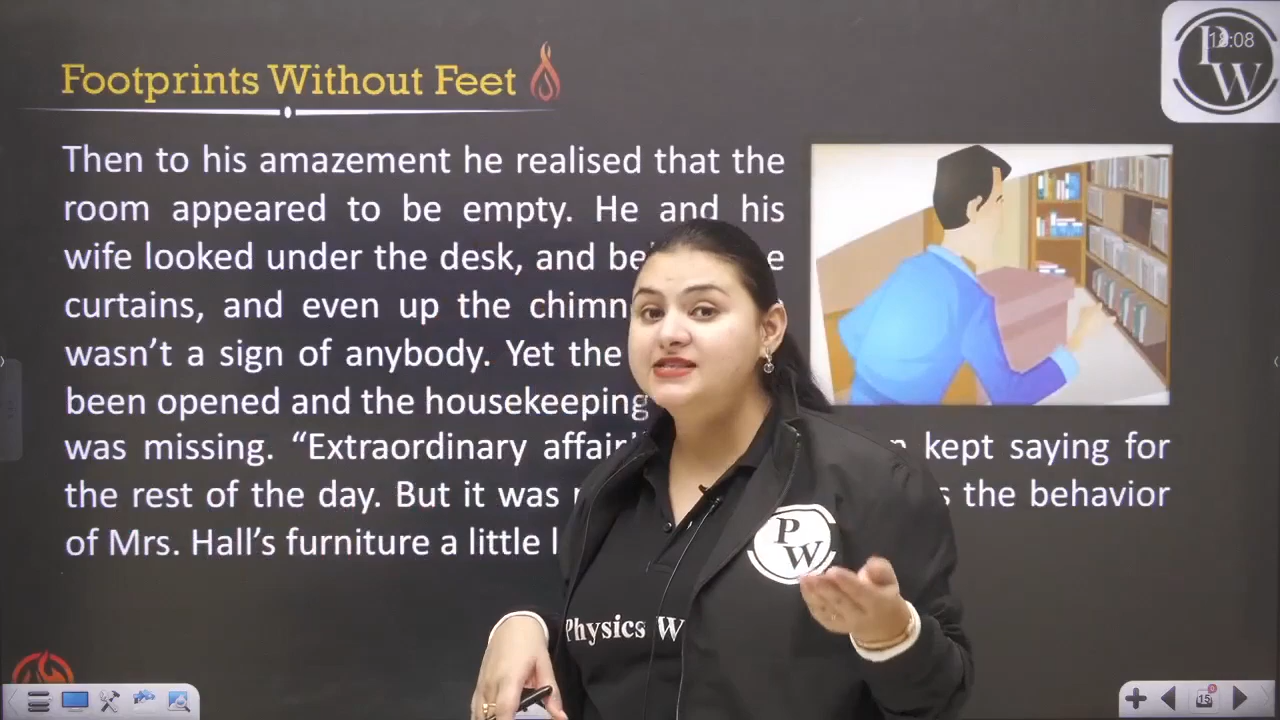 Footprints Without Feet
PW
18:08
Then to his amazement he realised that the
room appeared to be empty. He and his
wife looked under the desk, and
curtains, and even up the
wasn’t a sign of anybody. Yet the
been opened and the housekeeping
was missing. “Extraordinary kept saying for
the rest of the day. But it was the behavior
of Mrs. Hall’s furniture a little
PW
Physics W
15